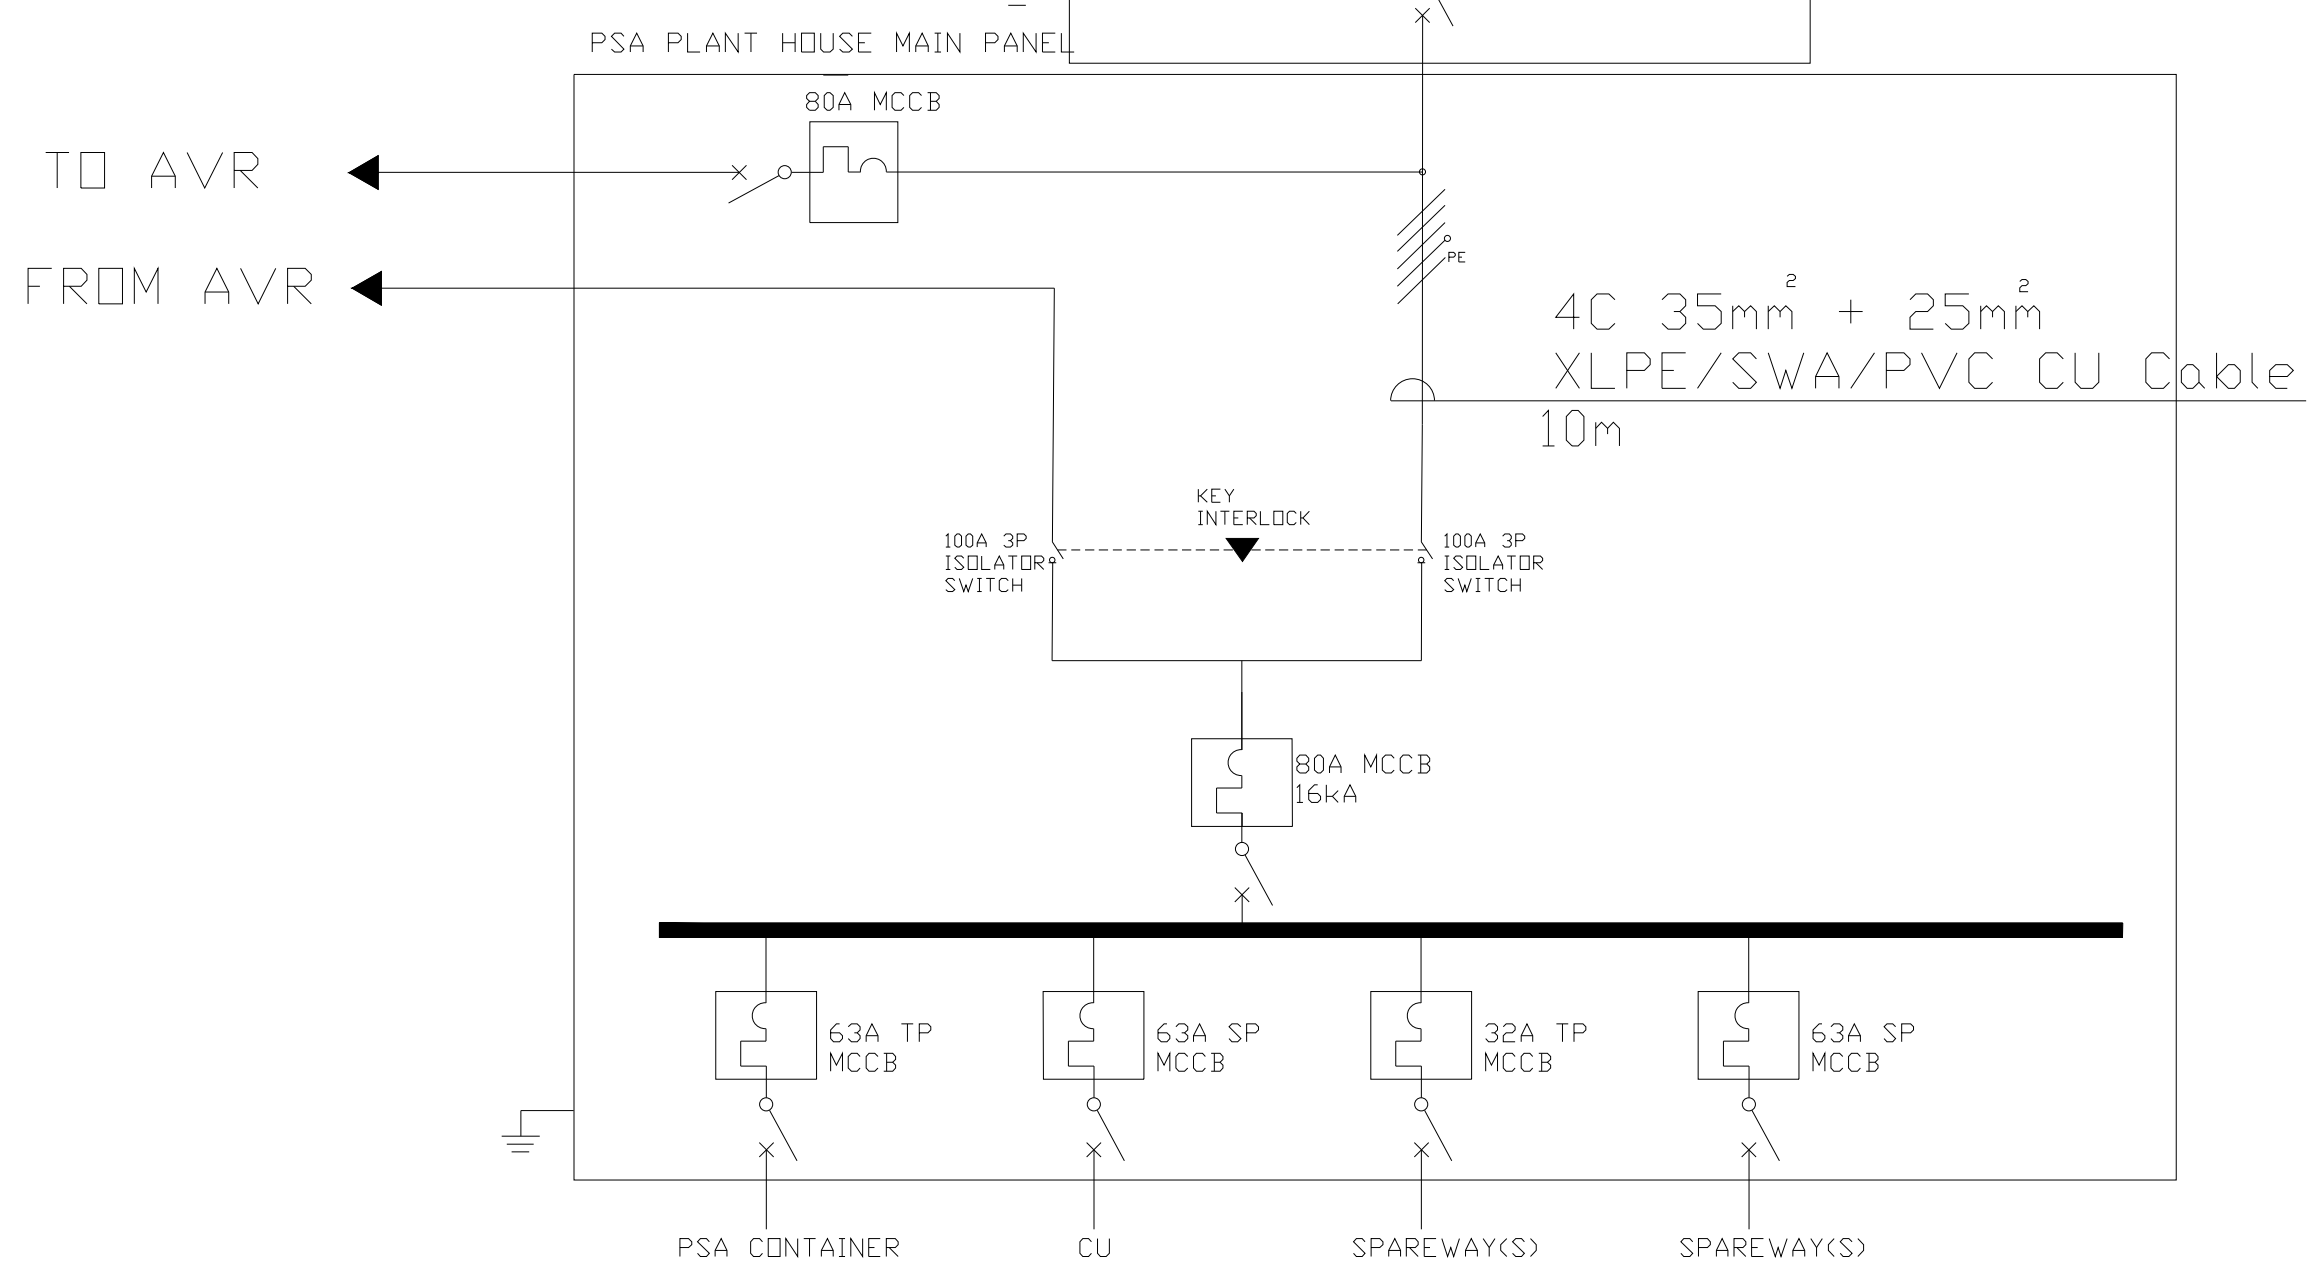 PSA PLANT HOUSE MAIN PANEL
80A MCCB
TO AVR
FROM AVR
PE
4C 35mm² + 25mm²
XLPE/SWA/PVC CU Cable
10m
KEY
INTERLOCK
100A 3P
ISOLATOR
SWITCH
100A 3P
ISOLATOR
SWITCH
80A MCCB
16kA
63A TP
MCCB
63A SP
MCCB
32A TP
MCCB
63A SP
MCCB
PSA CONTAINER
CU
SPAREWAY(S)
SPAREWAY(S)